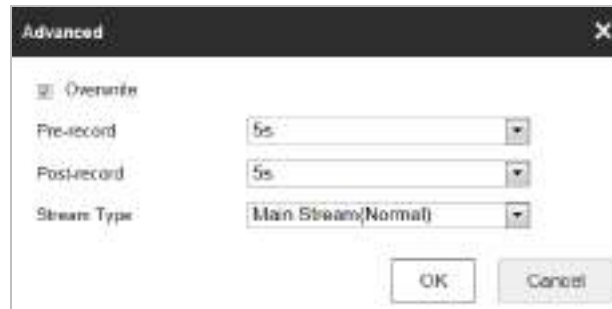 Advanced
Overwrite
Pre-record 5s
Post-record 5s
Stream Type Main Stream(Normal)
OK Cancel